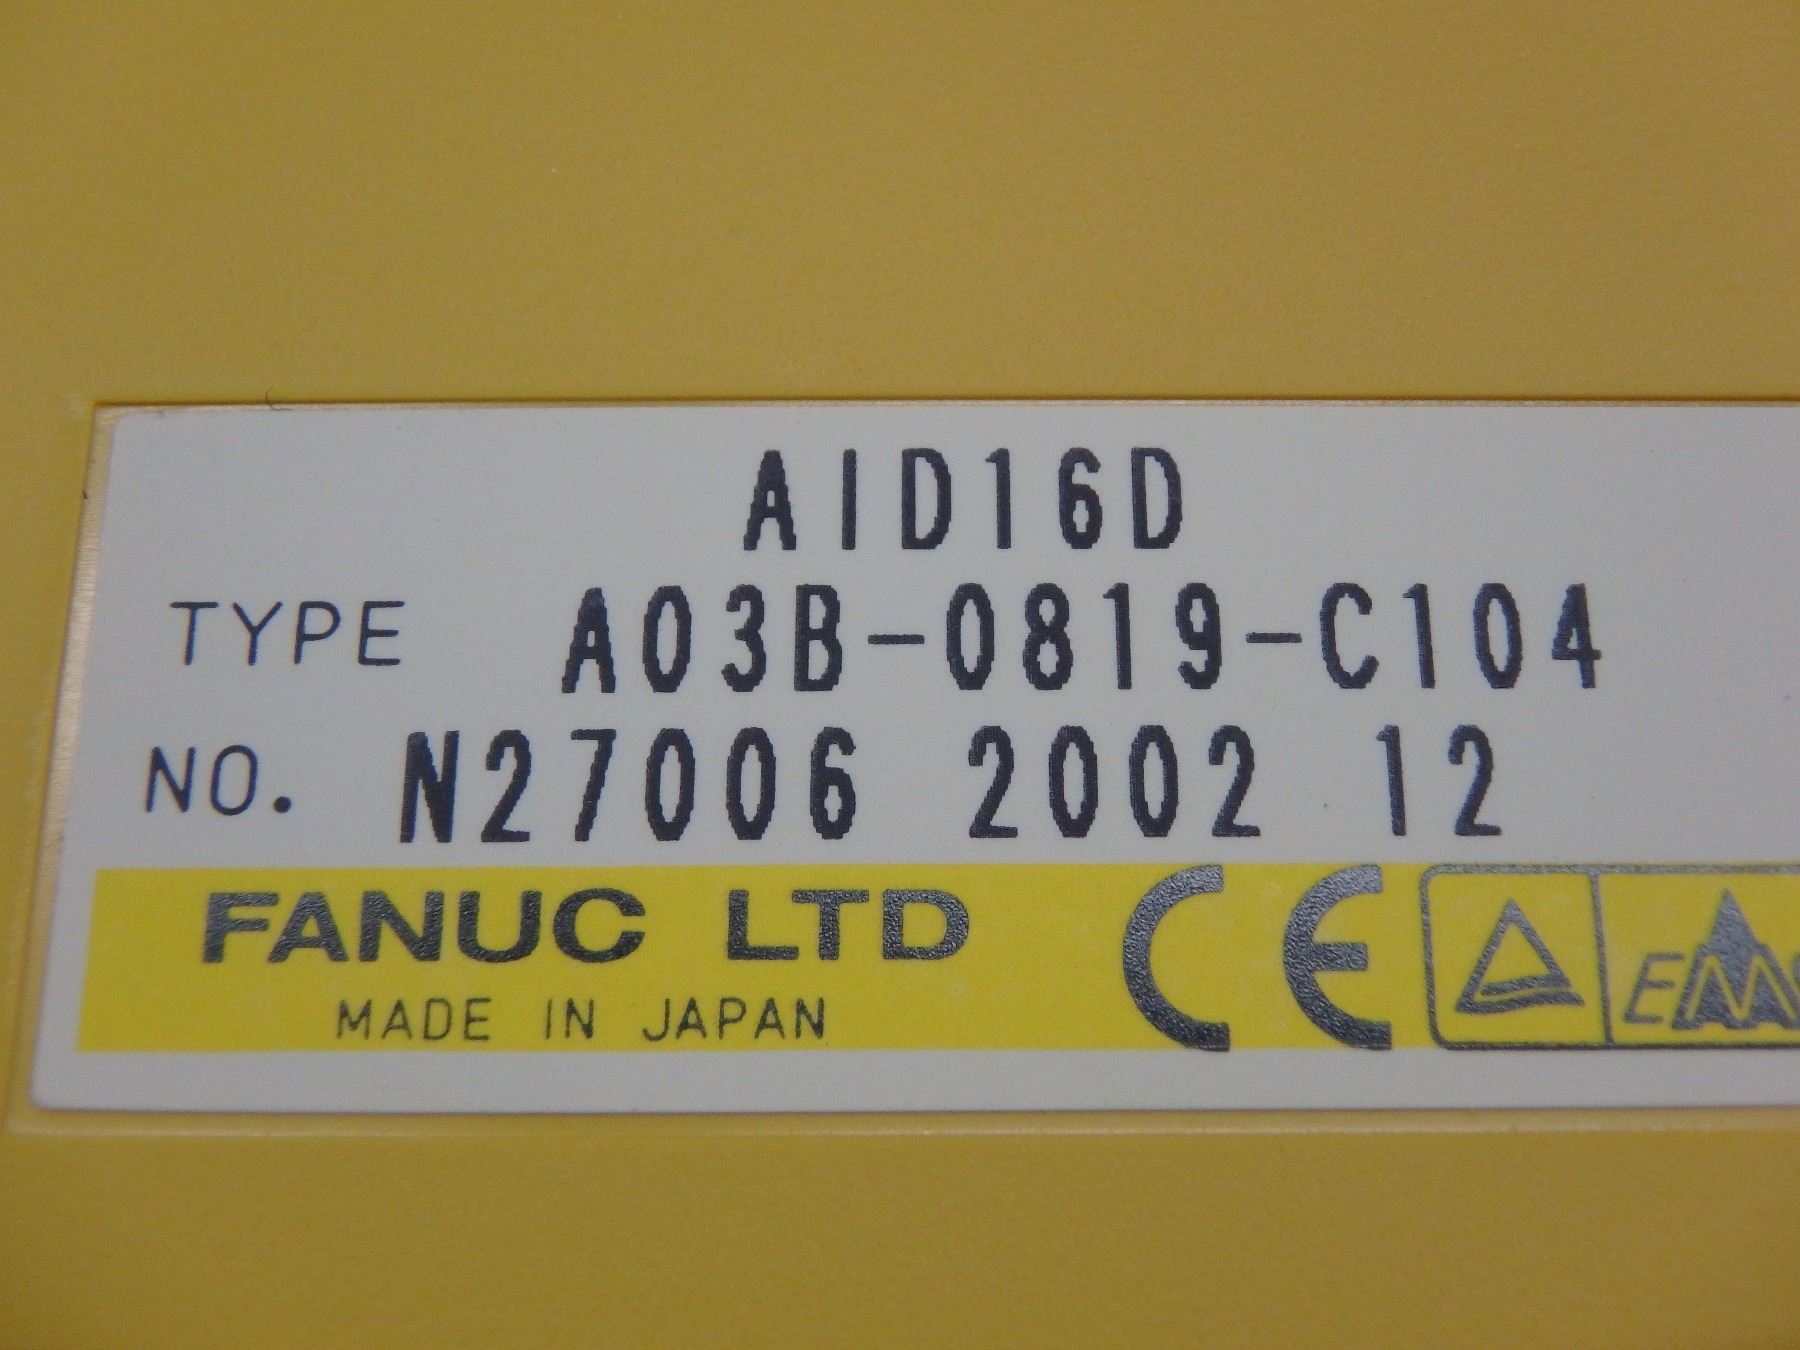 AID16D
TYPE A03B-0819-C104
NO. N27006 2002 12
FANUC LTD CE
MADE IN JAPAN